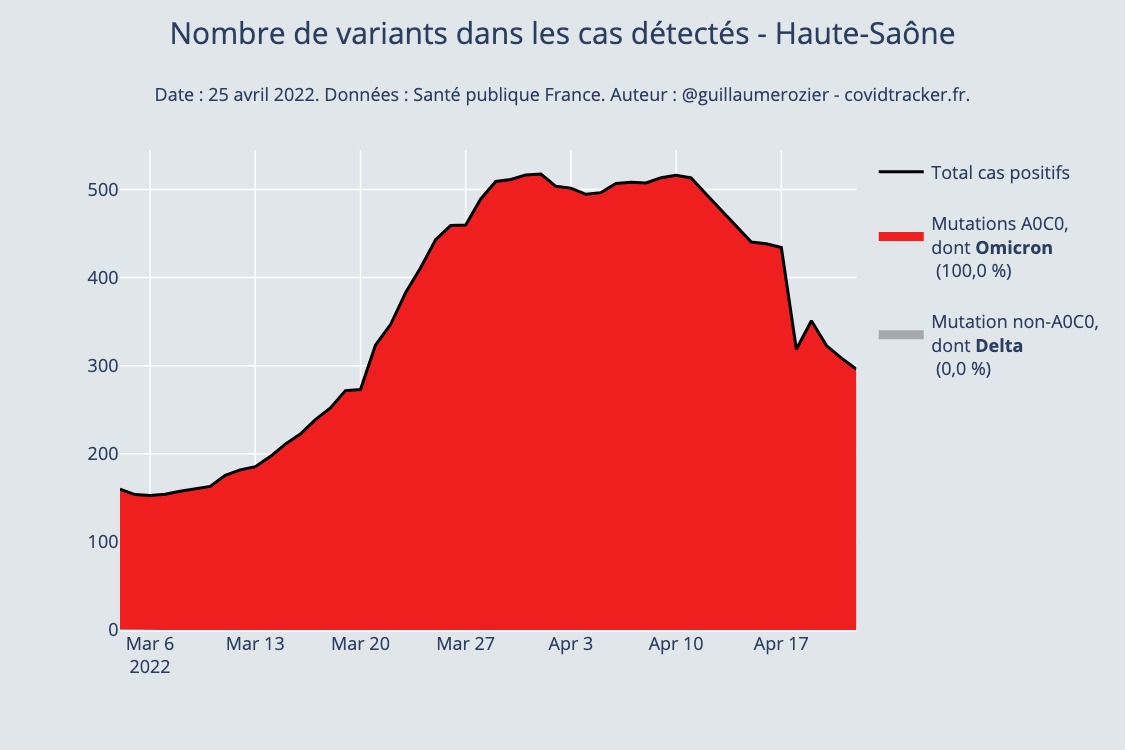 Nombre de variants dans les cas détectés - Haute-Saône
Date : 25 avril 2022. Données : Santé publique France. Auteur : @guillaumerozier - covidtracker.fr.
Total cas positifs
Mutations A0C0,
dont Omicron
(100,0 %)
Mutation non-A0C0,
dont Delta
(0,0 %)
500
400
300
200
100
0
Mar 6 Mar 13 Mar 20 Mar 27 Apr 3 Apr 10 Apr 17
2022